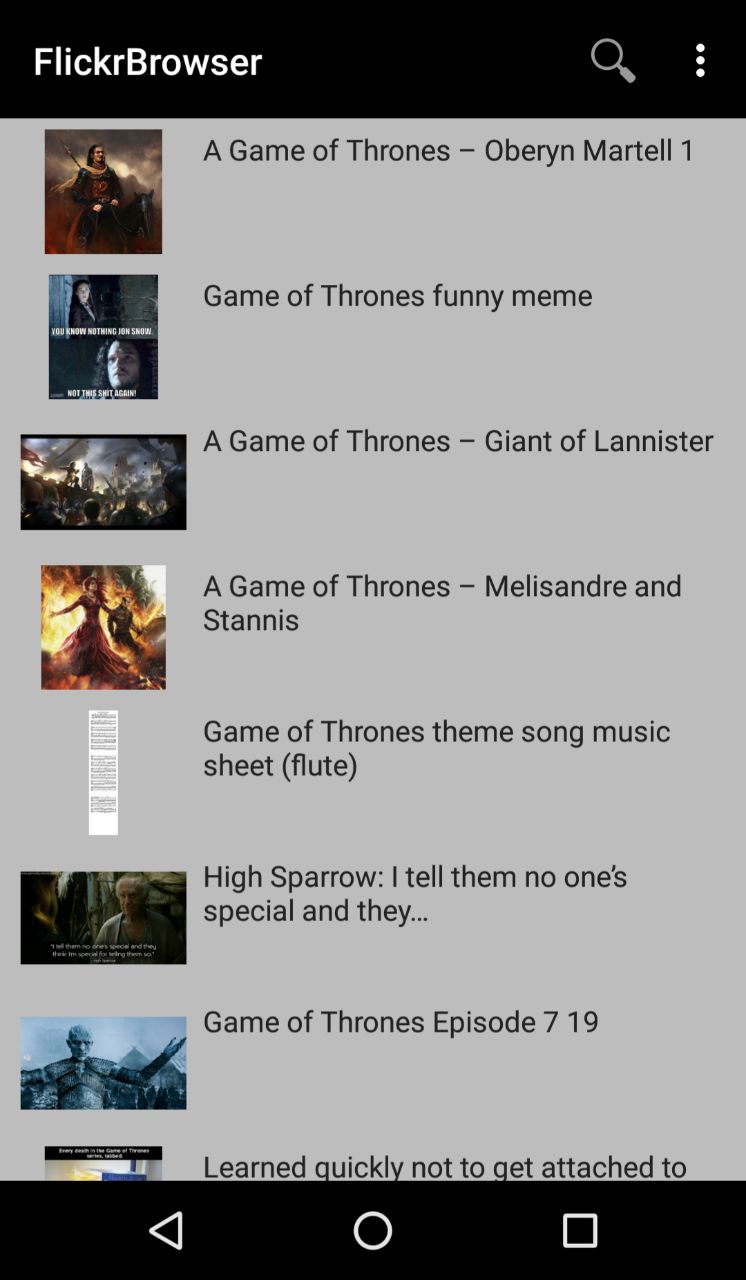 FlickrBrowser
A Game of Thrones – Oberyn Martell 1
YOU KNOW NOTHING JON SNOW.
NOT THIS SHIT AGAIN!
Game of Thrones funny meme
A Game of Thrones – Giant of Lannister
A Game of Thrones – Melisandre and
Stannis
Game of Thrones theme song music
sheet (flute)
High Sparrow: I tell them no one’s
special and they…
"I tell them no one's special and they
think I'm special for telling them so."
Game of Thrones Episode 7 19
Every death in the Game of Thrones
series, tabbed.
Learned quickly not to get attached to